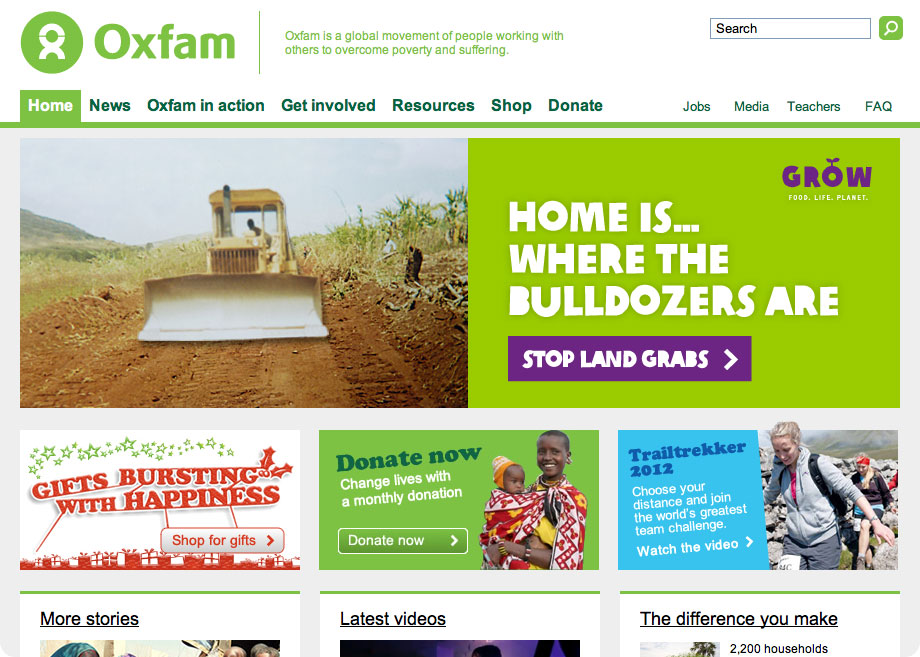 Oxfam
Oxfam is a global movement of people working with
others to overcome poverty and suffering.
Search
Home News Oxfam in action Get involved Resources Shop Donate
Jobs Media Teachers FAQ
GROW
FOOD. LIFE. PLANET.
HOME IS...
WHERE THE
BULLDOZERS ARE
STOP LAND GRABS
GIFTS BURSTING
WITH HAPPINESS
Shop for gifts
Donate now
Change lives with
a monthly donation
Donate now
Trailtrekker
2012
Choose your
distance and join
the world's greatest
team challenge.
Watch the video
More stories
Latest videos
The difference you make
2,200 households